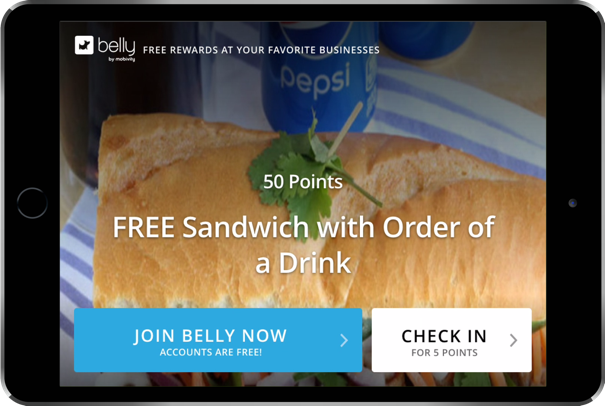 belly
by mobivity
FREE REWARDS AT YOUR FAVORITE BUSINESSES
pepsi
50 Points
FREE Sandwich with Order of
a Drink
JOIN BELLY NOW
ACCOUNTS ARE FREE!
CHECK IN
FOR 5 POINTS